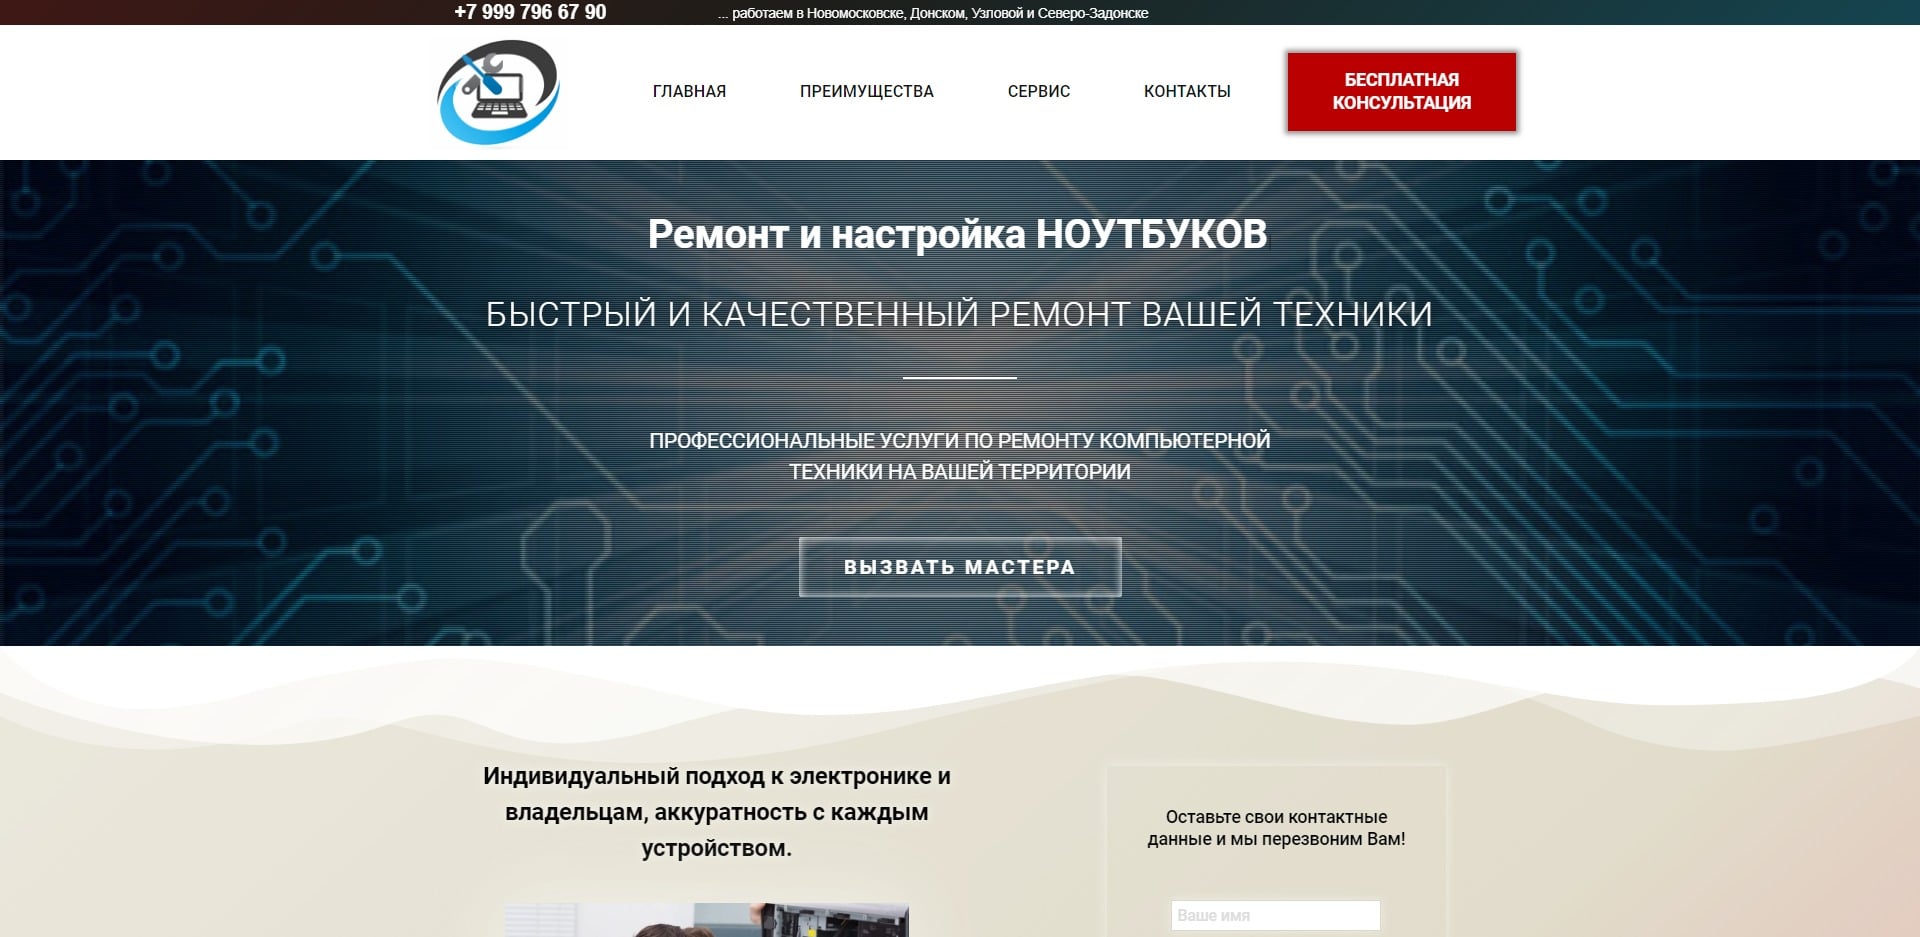 +7 999 796 67 90
... работаем в Новомосковске, Донском, Узловой и Северо-Задонске
ГЛАВНАЯ
ПРЕИМУЩЕСТВА
СЕРВИС
КОНТАКТЫ
БЕСПЛАТНАЯ
КОНСУЛЬТАЦИЯ
Ремонт и настройка НОУТБУКОВ
БЫСТРЫЙ И КАЧЕСТВЕННЫЙ РЕМОНТ ВАШЕЙ ТЕХНИКИ
ПРОФЕССИОНАЛЬНЫЕ УСЛУГИ ПО РЕМОНТУ КОМПЬЮТЕРНОЙ
ТЕХНИКИ НА ВАШЕЙ ТЕРРИТОРИИ
ВЫЗВАТЬ МАСТЕРА
Индивидуальный подход к электронике и
владельцам, аккуратность с каждым
устройством.
Оставьте свои контактные
данные и мы перезвоним Вам!
Ваше имя